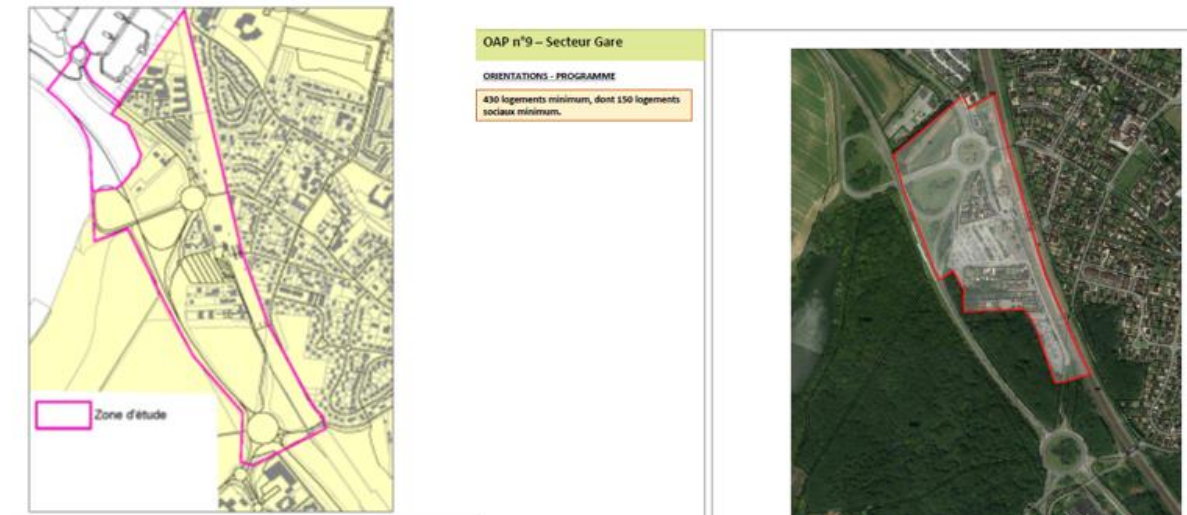 Zone d'étude
OAP n°9 – Secteur Gare
ORIENTATIONS - PROGRAMME
430 logements minimum, dont 150 logements
sociaux minimum.